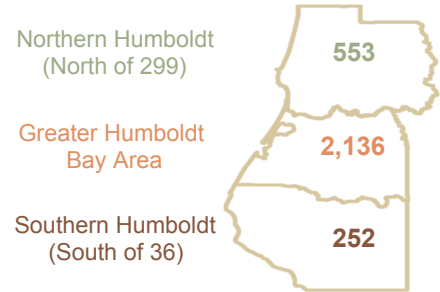 Northern Humboldt
(North of 299)
553
Greater Humboldt
Bay Area
2,136
Southern Humboldt
(South of 36)
252